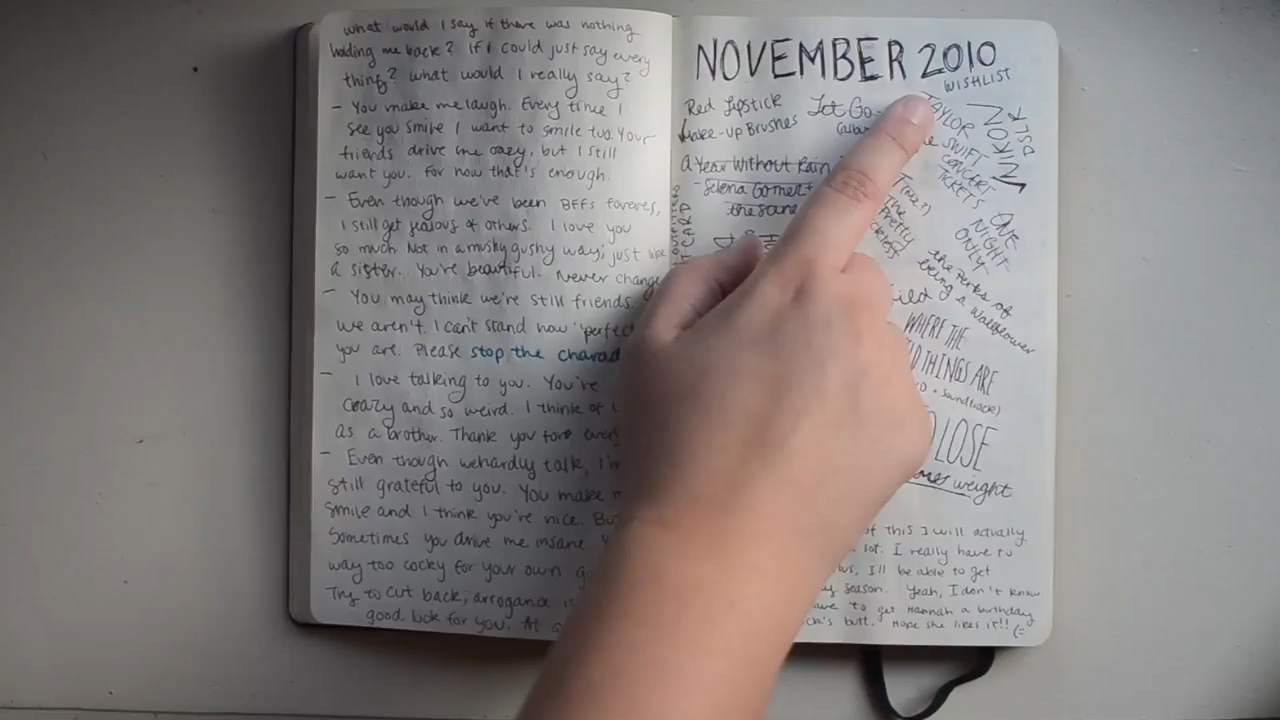 what would I say if there was nothing
holding me back? If I could just say every
thing? what would I really say?
- You make me laugh. Every time I
see you smile I want to smile too. Your
friends drive me crazy, but I still
want you. For now that's enough.
- Even though we've been BFFs forever,
I still get jealous of others. I love you
so much. Not in a mushy gushy way, just like
a sister. You're beautiful. Never change
- You may think we're still friends
we aren't. I can't stand how "perfect
you are. Please stop the charad
- I love talking to you. You're
crazy and so weird. I think of
as a brother. Thank you for
- Even though we hardly talk, I'm
still grateful to you. You make
smile and I think you're nice. But
Sometimes you drive me insane
way too cocky for your own
Try to cut back, arrogance is
good look for you. At
NOVEMBER 2010
WISHLIST
Red Lipstick
Make-up Brushes
Let Go
A Year Without Rain
- Selena Gomez +
the Scene
TAYLOR
SWIFT
CONCERT
TICKETS
NIKON
DSLR
The
Pretty
Reckless
ONE
NIGHT
ONLY
the perks of
being a wallflower
WHERE THE
THINGS ARE
+ Soundtrack)
LOSE
weight
of this I will actually
lot. I really have to
I'll be able to get
season. Yeah, I don't know
to get Hannah a birthday
butt. Hope she likes it!! (=